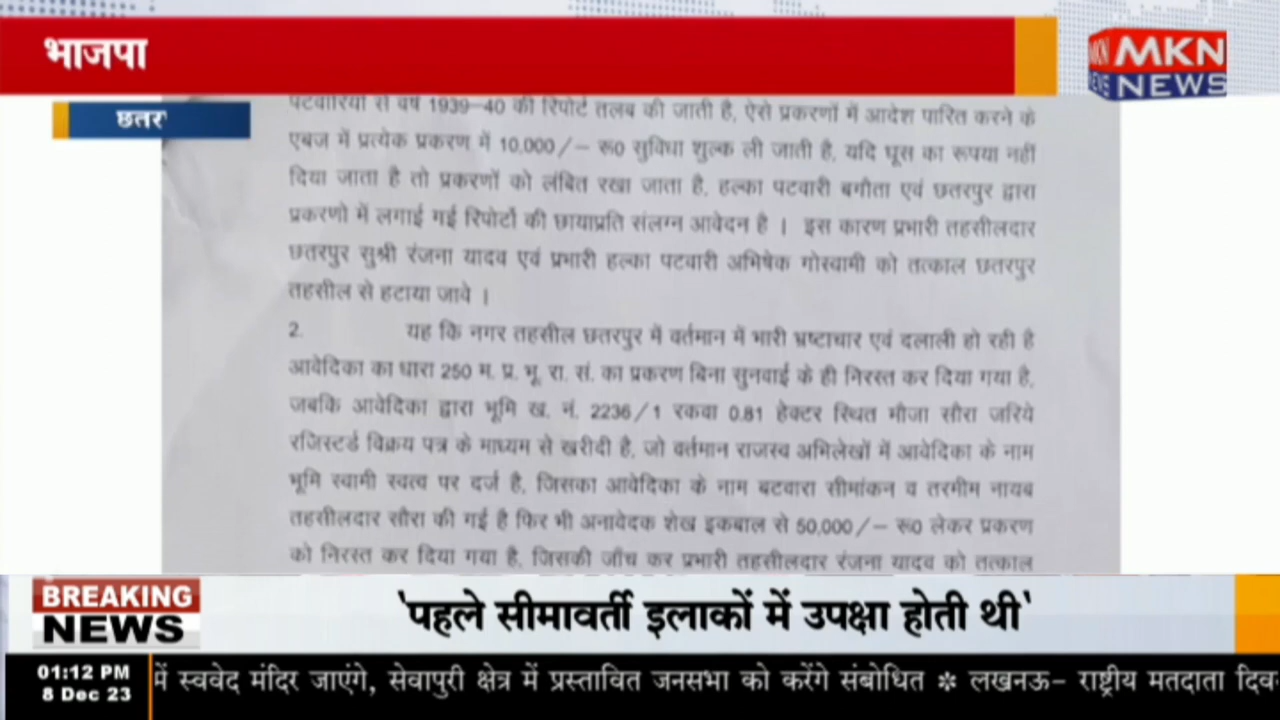 भाजपा
MKN
NEWS
छतर
पटवारियों से वर्ष 1939-40 की रिपोर्ट तलब की जाती है, ऐसे प्रकरणों में आदेश पारित करने के
एबज में प्रत्येक प्रकरण में 10,000/- रू0 सुविधा शुल्क ली जाती है, यदि घूस का रूपया नहीं
दिया जाता है तो प्रकरणों को लंबित रखा जाता है, हल्का पटवारी बगौता एवं छतरपुर द्वारा
प्रकरणो में लगाई गई रिपोर्टो की छायाप्रति संलग्न आवेदन है । इस कारण प्रभारी तहसीलदार
छतरपुर सुश्री रंजना यादव एवं प्रभारी हल्का पटवारी अभिषेक गोस्वामी को तत्काल छतरपुर
तहसील से हटाया जावे ।
2. यह कि नगर तहसील छतरपुर में वर्तमान में भारी भ्रष्टाचार एवं दलाली हो रही है
आवेदिका का धारा 250 म. प्र. भू. रा. सं. का प्रकरण बिना सुनवाई के ही निरस्त कर दिया गया है,
जबकि आवेदिका द्वारा भूमि ख. नं. 2236/1 रकवा 0.81 हेक्टर स्थित मौजा सौरा जरिये
रजिस्टर्ड विक्रय पत्र के माध्यम से खरीदी है, जो वर्तमान राजस्व अभिलेखों में आवेदिका के नाम
भूमि स्वामी स्वत्व पर दर्ज है, जिसका आवेदिका के नाम बटवारा सीमांकन व तरमीम नायब
तहसीलदार सौरा की गई है फिर भी अनावेदक शेख इकबाल से 50,000/- रू0 लेकर प्रकरण
को निरस्त कर दिया गया है, जिसकी जाँच कर प्रभारी तहसीलदार रंजना यादव को तत्काल
BREAKING
NEWS
'पहले सीमावर्ती इलाकों में उपक्षा होती थी'
01:12 PM
8 Dec 23
में स्ववेद मंदिर जाएंगे, सेवापुरी क्षेत्र में प्रस्तावित जनसभा को करेंगे संबोधित * लखनऊ- राष्ट्रीय मतदाता दिव